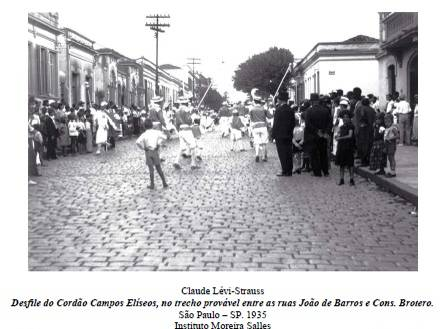 Claude Lévi-Strauss
Desfile do Cordão Campos Elíseos, no trecho provável entre as ruas João de Barros e Cons. Brotero.
São Paulo – SP. 1935
Instituto Moreira Salles